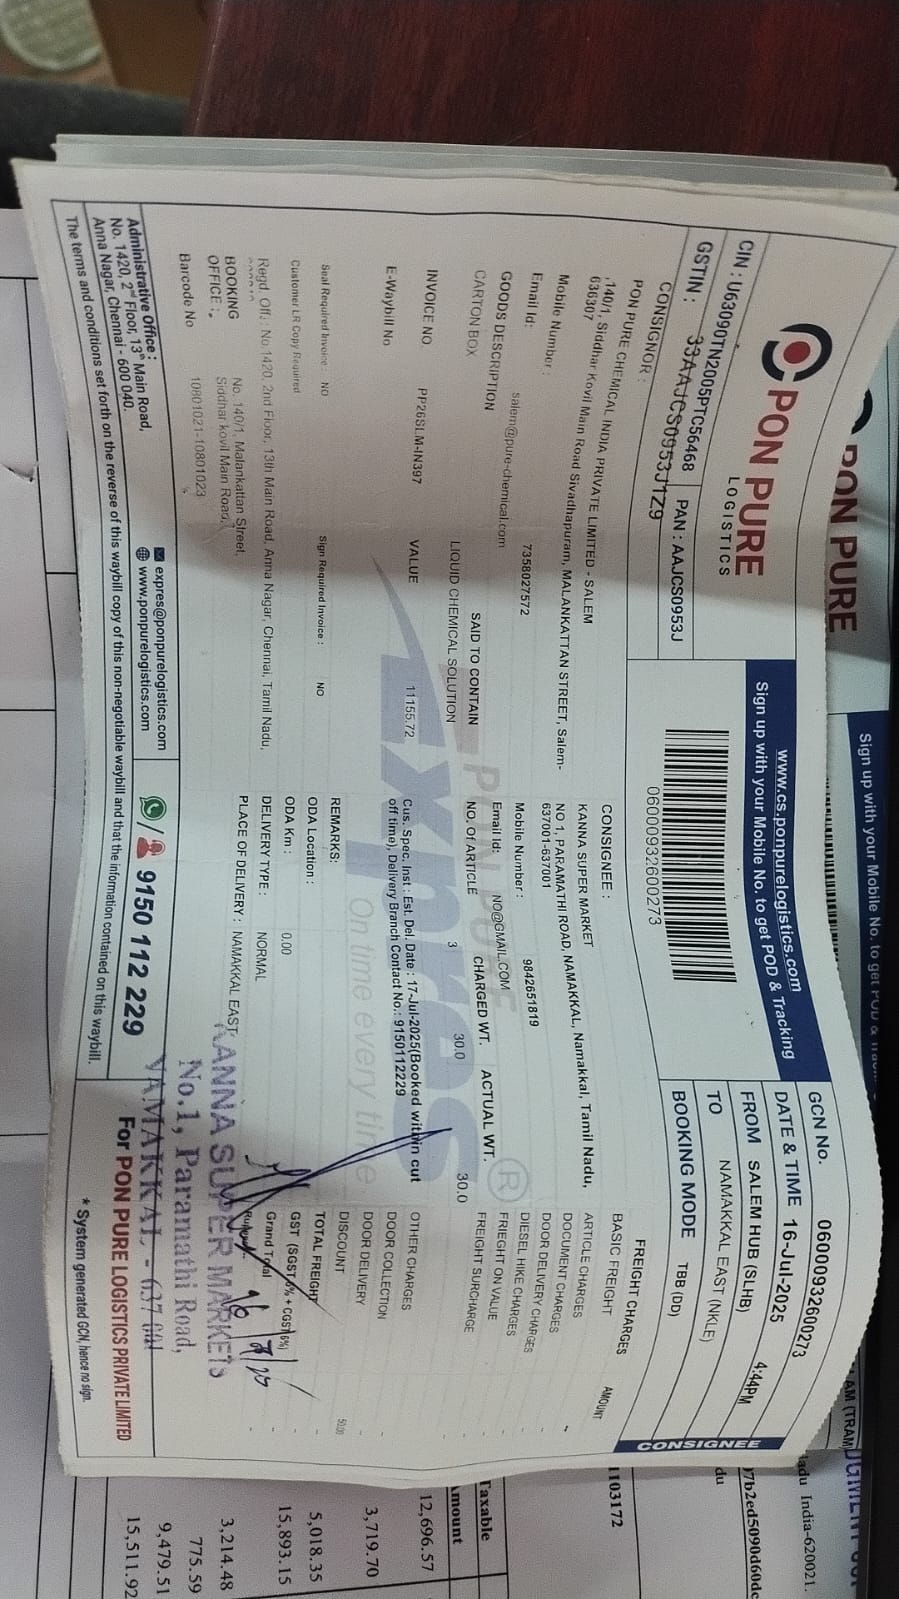 PON PURE
LOGISTICS
CIN : U63090TN2005PTC56468
GSTIN : 33AAJCS0953J1Z9
PAN : AAJCS0953J
www.cs.ponpurelogistics.com
Sign up with your Mobile No. to get POD & Tracking
06000932600273
GCN No. 06000932600273
DATE & TIME 16-Jul-2025 4:44PM
FROM SALEM HUB (SLHB)
TO NAMAKKAL EAST (NKLE)
BOOKING MODE TBB (DD)
CONSIGNEE
CONSIGNOR :
PON PURE CHEMICAL INDIA PRIVATE LIMITED - SALEM
,140/1, Siddhar Kovil Main Road Sivadhapuram, MALANKATTAN STREET, Salem-
636307
Mobile Number : 7358027572
Email Id: salem@pure-chemical.com
CONSIGNEE :
KANNA SUPER MARKET
NO 1, PARAMATHI ROAD, NAMAKKAL, Namakkal, Tamil Nadu,
637001-637001
Mobile Number : 9842651819
Email Id: NO@GMAIL.COM
GOODS DESCRIPTION
CARTON BOX
SAID TO CONTAIN
LIQUID CHEMICAL SOLUTION
NO. Of ARTICLE
3
CHARGED WT.
30.0
ACTUAL WT.
30.0
INVOICE NO. PP26SLM-IN397
VALUE 11155.72
E-Waybill No
Cus. Spec. Inst : Est. Del. Date : 17-Jul-2025(Booked within cut
off time), Delivery Branch Contact No.: 9150112229
Seal Required Invoice : NO
Sign Required Invoice : NO
Customer LR Copy Required
REMARKS:
ODA Location :
ODA Km : 0.00
DELIVERY TYPE : NORMAL
PLACE OF DELIVERY : NAMAKKAL EAST
Regd. Off. : No 1420, 2nd Floor, 13th Main Road, Anna Nagar, Chennai, Tamil Nadu,
BOOKING
OFFICE :
No. 140/1, Malankattan Street,
Siddhar kovil Main Road,
Barcode No 10801021-10801023
FREIGHT CHARGES AMOUNT
BASIC FREIGHT
ARTICLE CHARGES
DOCUMENT CHARGES
DOOR DELIVERY CHARGES
DIESEL HIKE CHARGES
FRIEGHT ON VALUE
FREIGHT SURCHARGE
OTHER CHARGES
DOOR COLLECTION
DOOR DELIVERY
DISCOUNT 50.00
TOTAL FREIGHT
GST (SGST 6% + CGST 6%)
Grand Total
PON PURE
Expres
On time every time
KANNA SUPER MARKETS
No.1, Paramathi Road,
NAMAKKAL - 637 001
16/7/25
Administrative Office :
No. 1420, 2nd Floor, 13th Main Road,
Anna Nagar, Chennai - 600 040.
expres@ponpurelogistics.com
www.ponpurelogistics.com
9150 112 229
For PON PURE LOGISTICS PRIVATE LIMITED
The terms and conditions set forth on the reverse of this waybill copy of this non-negotiable waybill and that the information contained on this waybill.
* System generated GCN, hence no sign.
PON PURE
Sign up with your Mobile No. to get POD &
India-620021.
1103172
Taxable
12,696.57
3,719.70
5,018.35
15,893.15
3,214.48
775.59
9,479.51
15,511.92